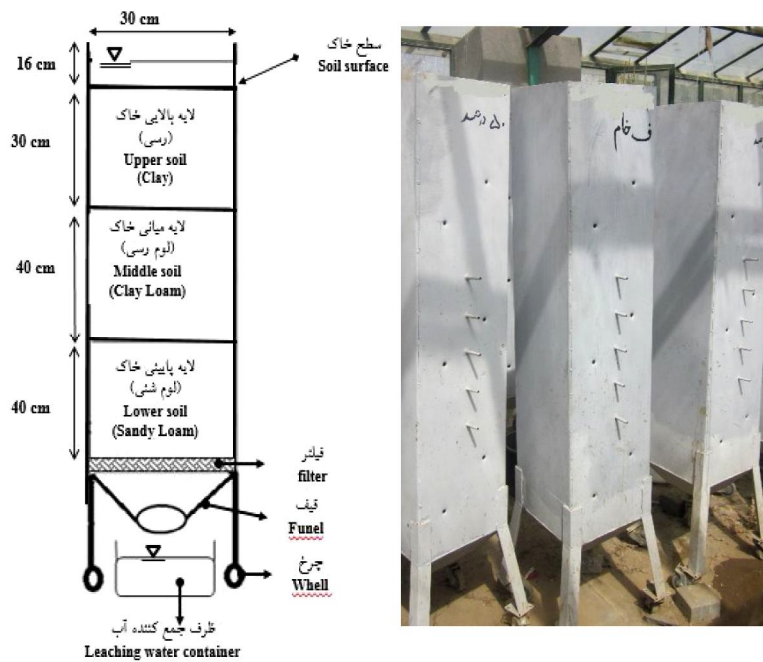 30 cm
16 cm
سطح خاک
Soil surface
30 cm
لایه بالایی خاک
(رسی)
Upper soil
(Clay)
40 cm
لایه میانی خاک
(لوم رسی)
Middle soil
(Clay Loam)
40 cm
لایه پایینی خاک
(لوم شنی)
Lower soil
(Sandy Loam)
فیلتر
filter
قیف
Funel
چرخ
Whell
ظرف جمع کننده آب
Leaching water container
۵۰ درصد
ف خام